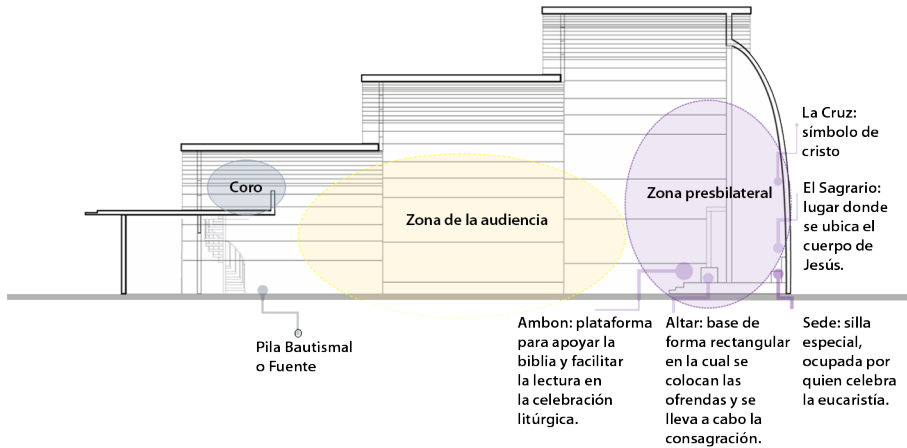 Coro
Zona de la audiencia
Zona presbilateral
La Cruz:
símbolo de
cristo
El Sagrario:
lugar donde
se ubica el
cuerpo de
Jesús.
Pila Bautismal
o Fuente
Ambon: plataforma
para apoyar la
biblia y facilitar
la lectura en
la celebración
litúrgica.
Altar: base de
forma rectangular
en la cual se
colocan las
ofrendas y se
lleva a cabo la
consagración.
Sede: silla
especial,
ocupada por
quien celebra
la eucaristía.